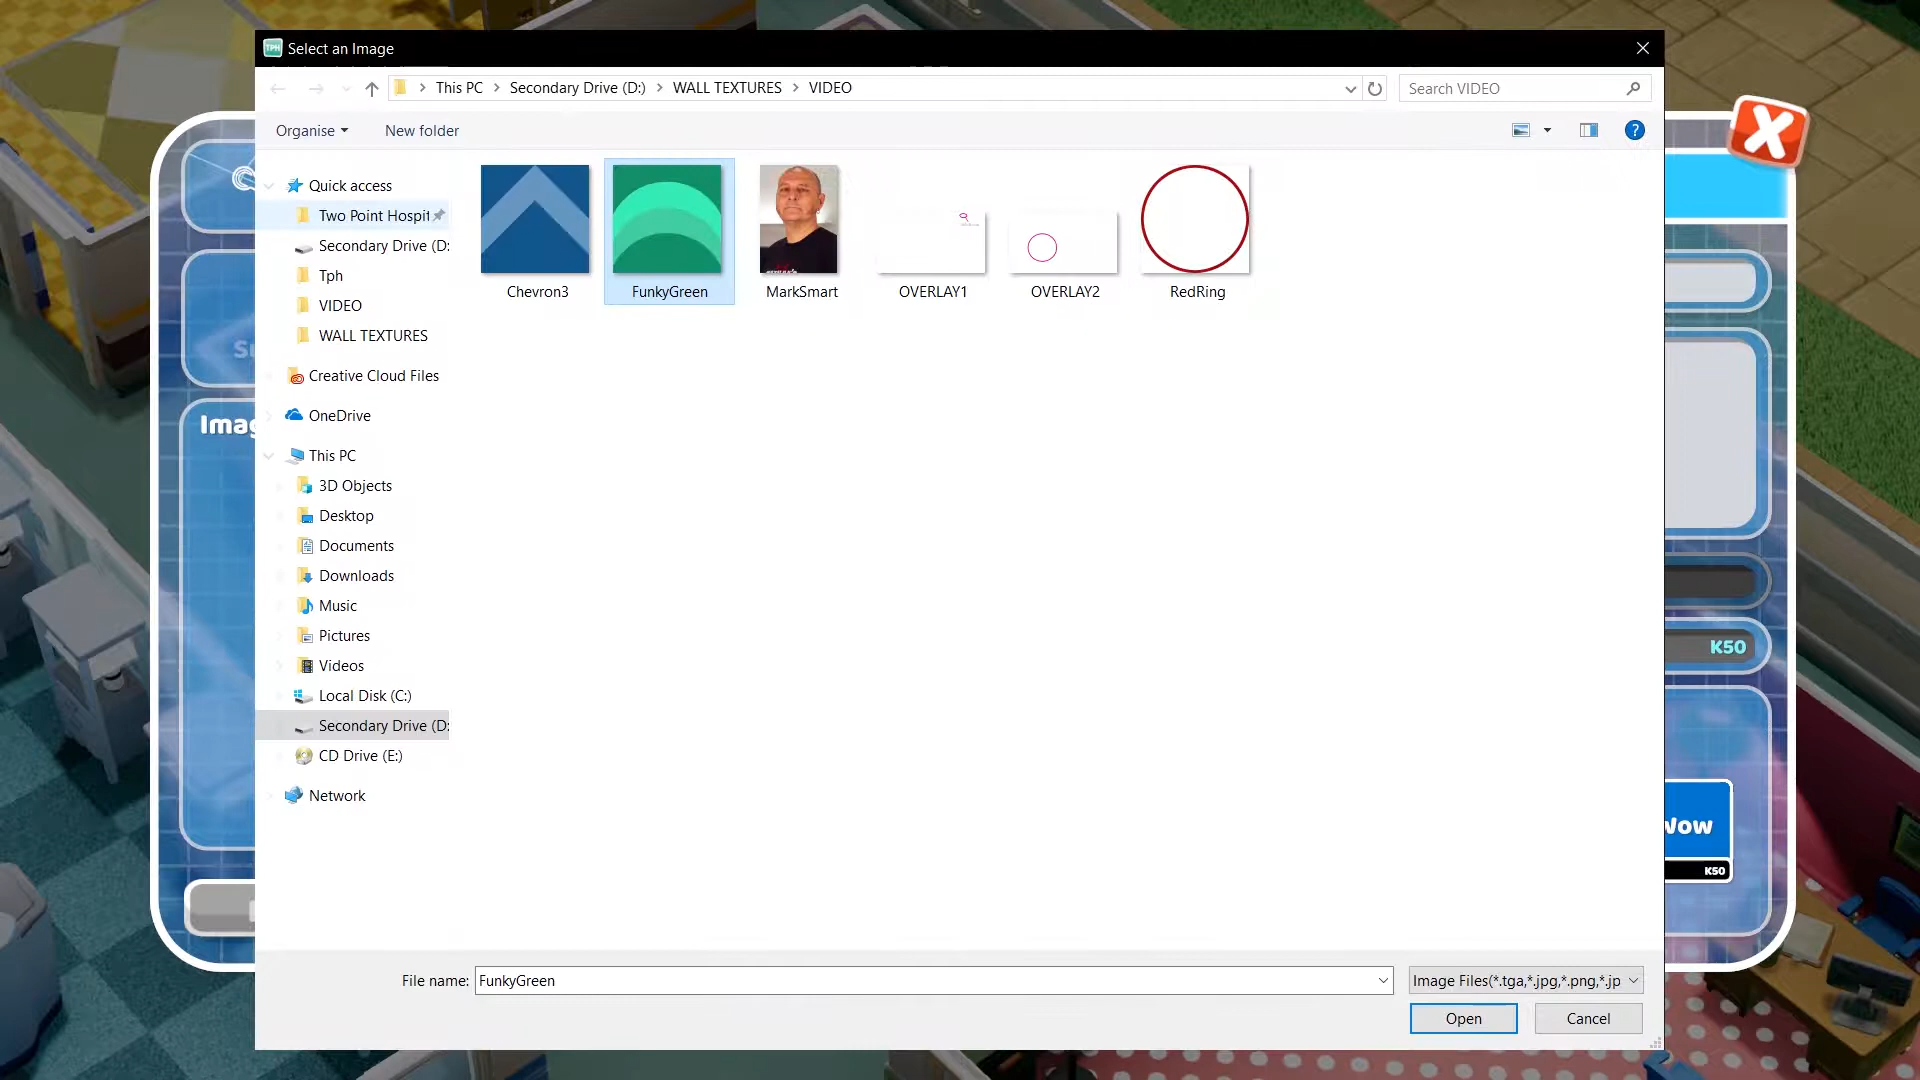 TPH Select an Image
This PC > Secondary Drive (D:) > WALL TEXTURES > VIDEO
Search VIDEO
Organise
New folder
?
Quick access
Two Point Hospit
Secondary Drive (D:
Tph
VIDEO
WALL TEXTURES
Creative Cloud Files
OneDrive
This PC
3D Objects
Desktop
Documents
Downloads
Music
Pictures
Videos
Local Disk (C:)
Secondary Drive (D:
CD Drive (E:)
Network
Chevron3
FunkyGreen
MarkSmart
OVERLAY1
OVERLAY2
RedRing
Imag
K50
Now
K50
File name:
FunkyGreen
Image Files(*.tga,*.jpg,*.png,*.jp
Open
Cancel